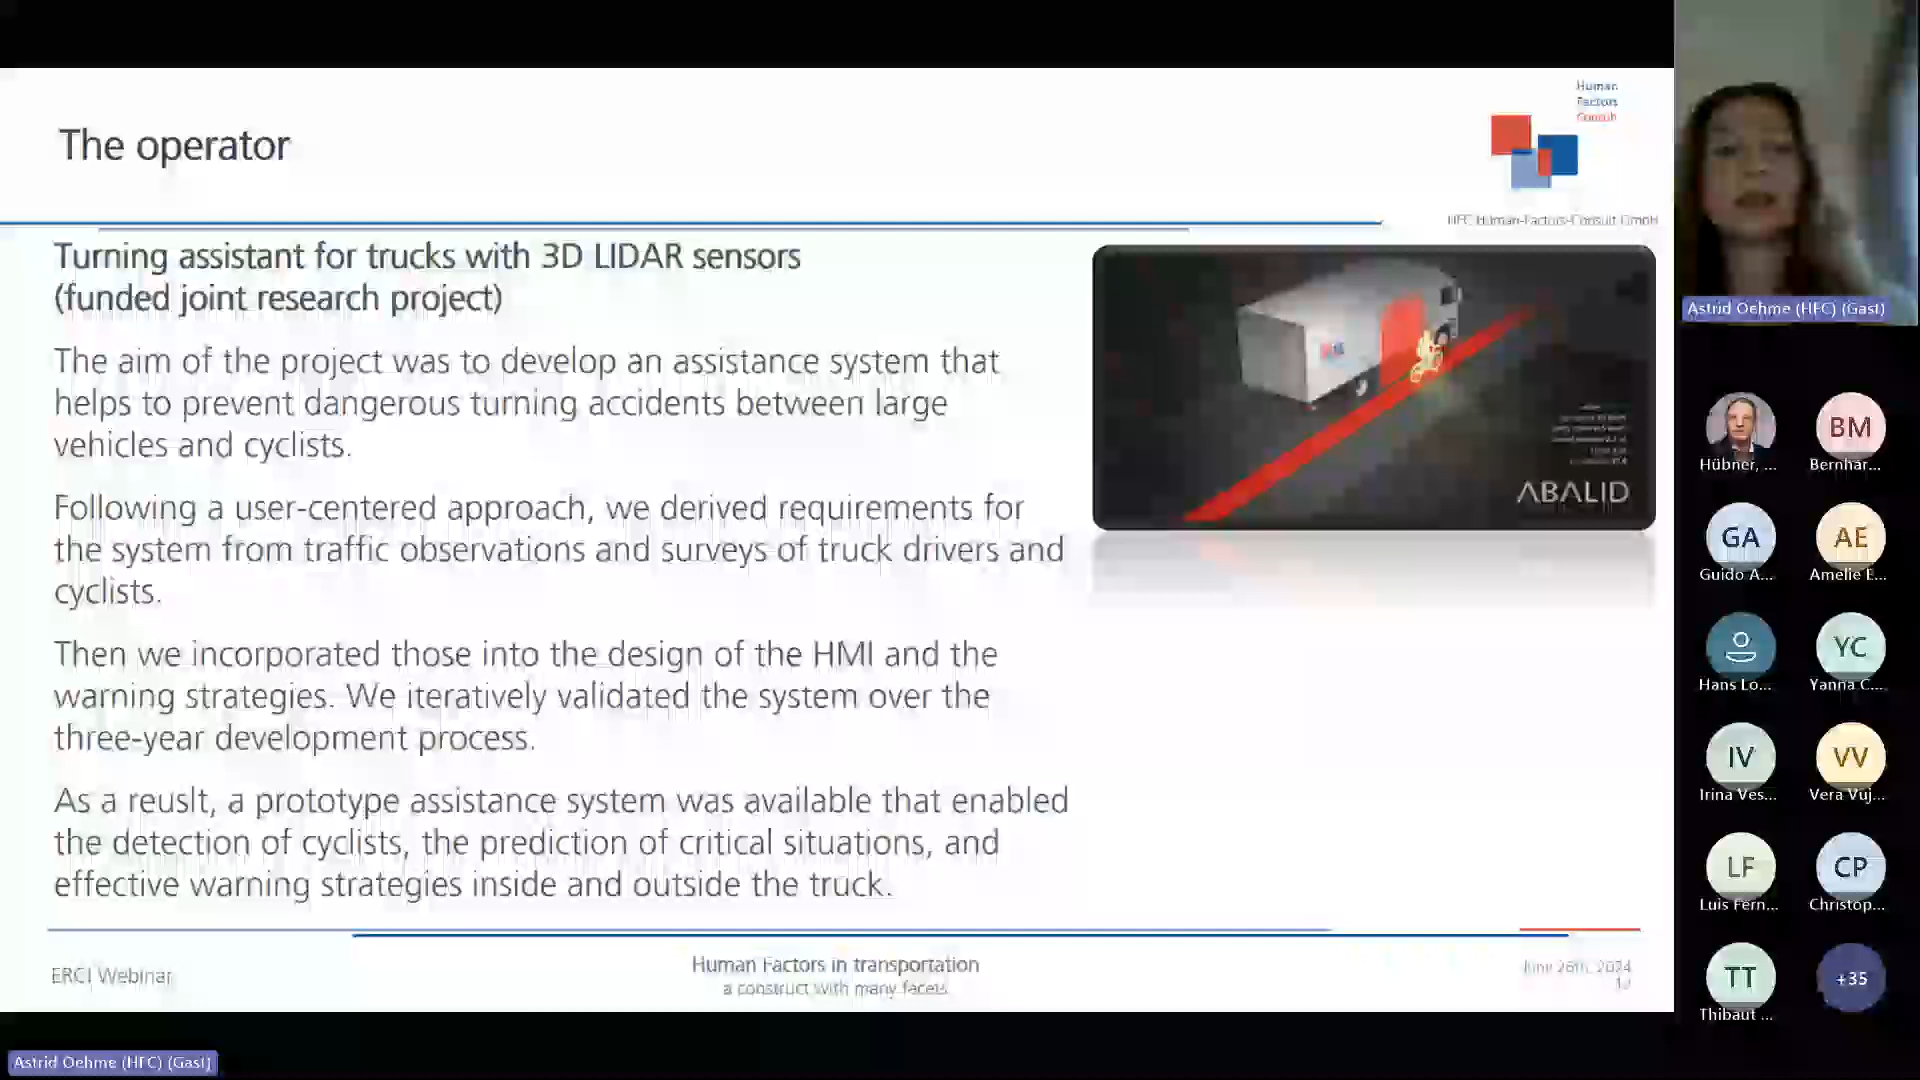 The operator
Human
Factors
Consult
HFC Human-Factors-Consult GmbH
Turning assistant for trucks with 3D LIDAR sensors
(funded joint research project)
The aim of the project was to develop an assistance system that
helps to prevent dangerous turning accidents between large
vehicles and cyclists.
Following a user-centered approach, we derived requirements for
the system from traffic observations and surveys of truck drivers and
cyclists.
Then we incorporated those into the design of the HMI and the
warning strategies. We iteratively validated the system over the
three-year development process.
As a reuslt, a prototype assistance system was available that enabled
the detection of cyclists, the prediction of critical situations, and
effective warning strategies inside and outside the truck.
ABALID
ERCI Webinar
Human Factors in transportation
a construct with many facets
June 26th, 2024
Astrid Oehme (HFC) (Gast)
Astrid Oehme (HFC) (Gast)
Hübner, ...
BM
Bernhar...
GA
Guido A...
AE
Amelie E...
Hans Lo...
YC
Yanna C...
IV
Irina Ves...
VV
Vera Vuj...
LF
Luis Fern...
CP
Christop...
TT
Thibaut ...
+35